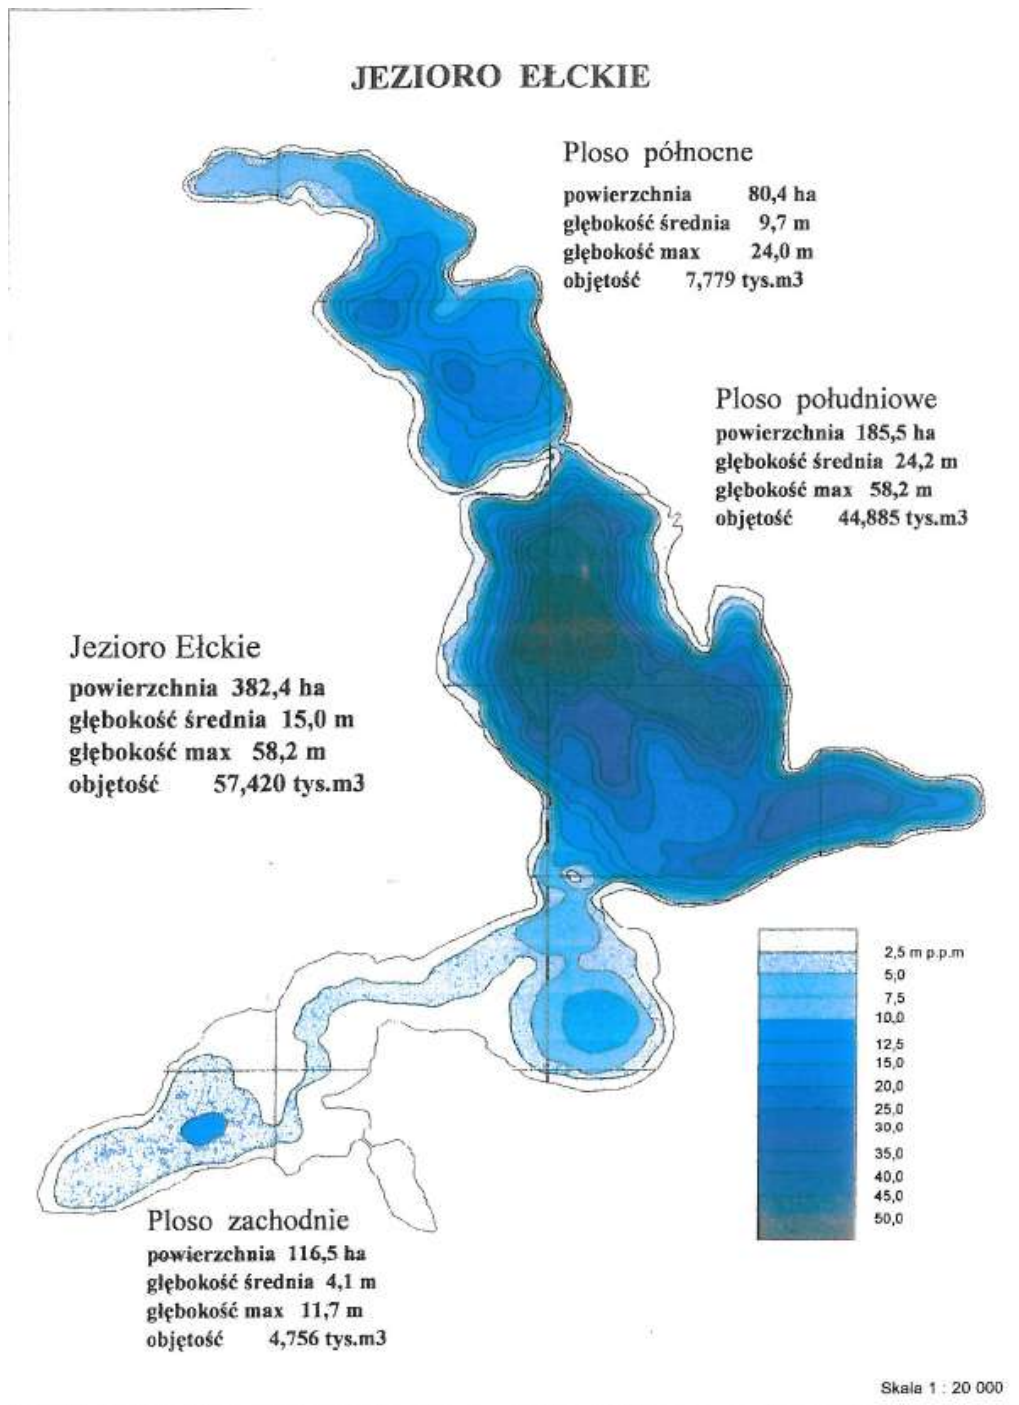 JEZIORO EŁCKIE
Ploso północne
powierzchnia 80,4 ha
głębokość średnia 9,7 m
głębokość max 24,0 m
objętość 7,779 tys.m3
Ploso południowe
powierzchnia 185,5 ha
głębokość średnia 24,2 m
głębokość max 58,2 m
objętość 44,885 tys.m3
Jezioro Ełckie
powierzchnia 382,4 ha
głębokość średnia 15,0 m
głębokość max 58,2 m
objętość 57,420 tys.m3
2,5 m p.p.m
5,0
7,5
10,0
12,5
15,0
20,0
25,0
30,0
35,0
40,0
45,0
50,0
Ploso zachodnie
powierzchnia 116,5 ha
głębokość średnia 4,1 m
głębokość max 11,7 m
objętość 4,756 tys.m3
Skala 1 : 20 000